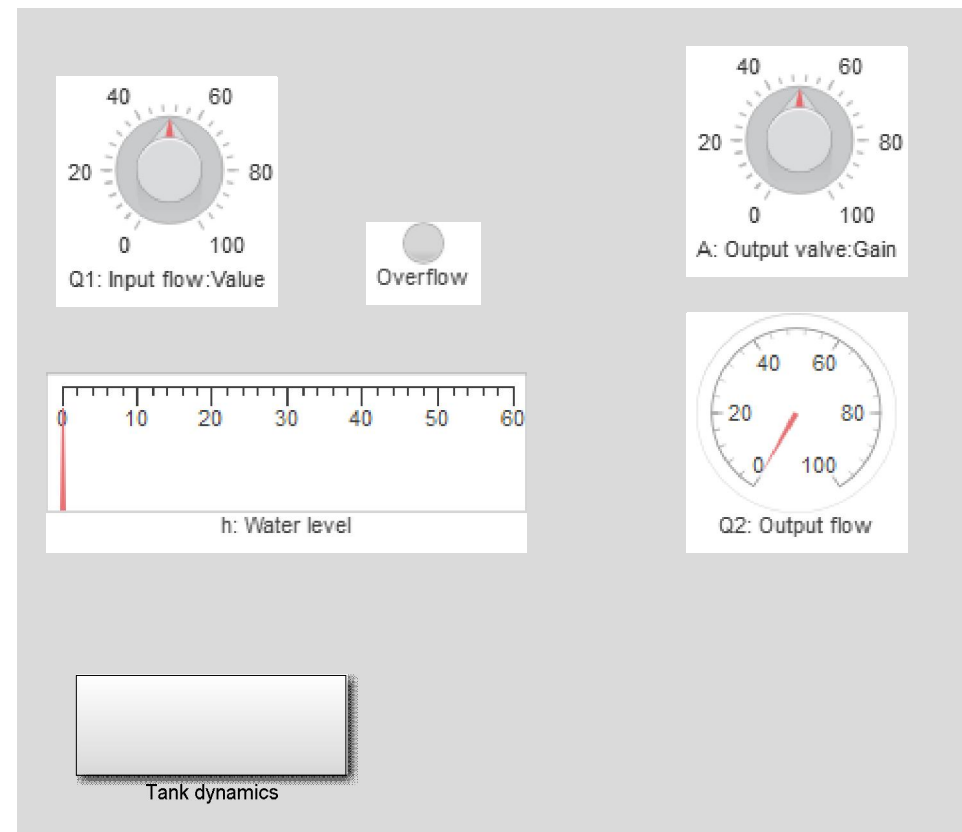 40 60
20 80
0 100
Q1: Input flow:Value
Overflow
40 60
20 80
0 100
A: Output valve:Gain
0 10 20 30 40 50 60
h: Water level
40 60
20 80
0 100
Q2: Output flow
Tank dynamics